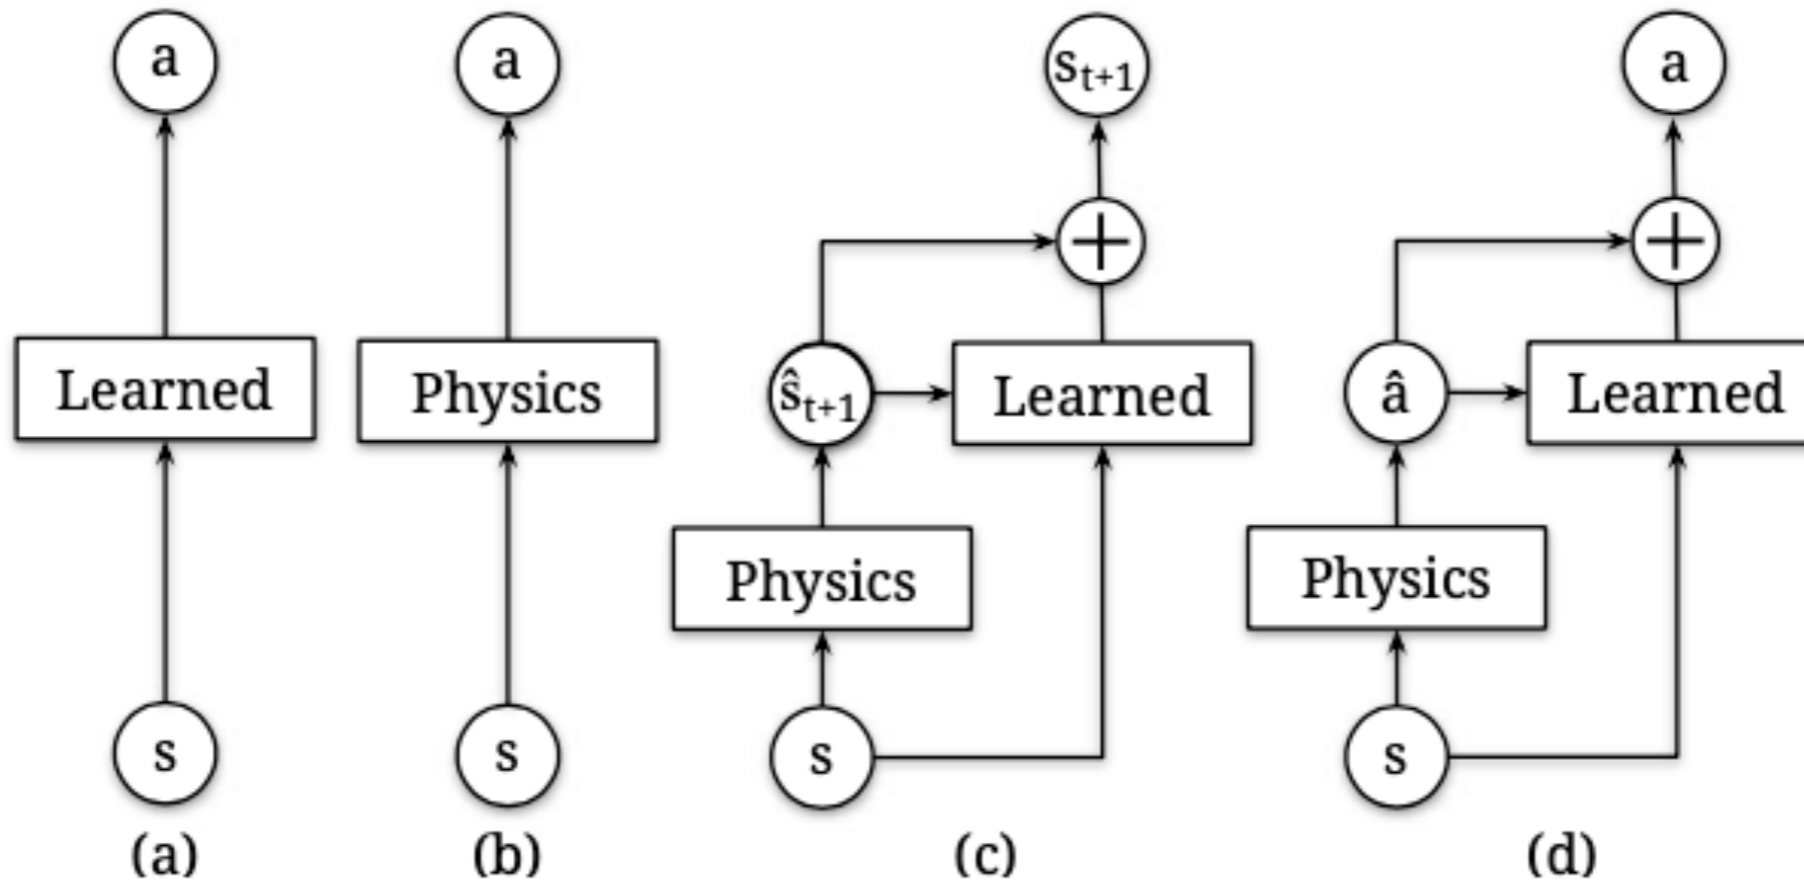 a a s_{t+1} a
+ +
Learned Physics ŝ_{t+1} Learned â Learned
Physics Physics
s s s s
(a) (b) (c) (d)